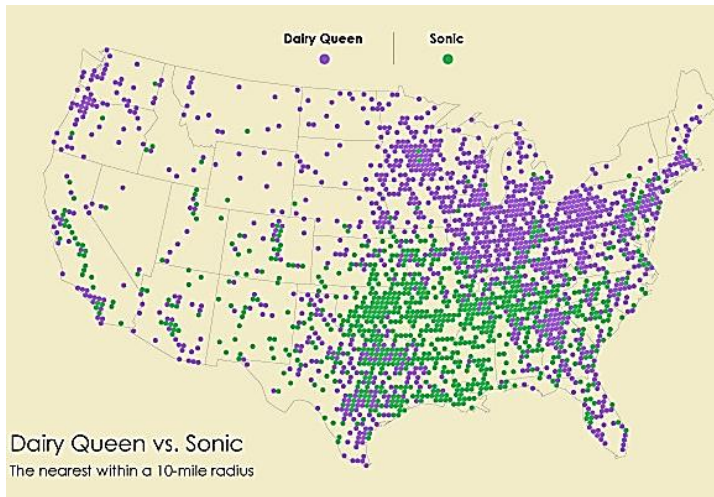 Dairy Queen
Sonic
Dairy Queen vs. Sonic
The nearest within a 10-mile radius